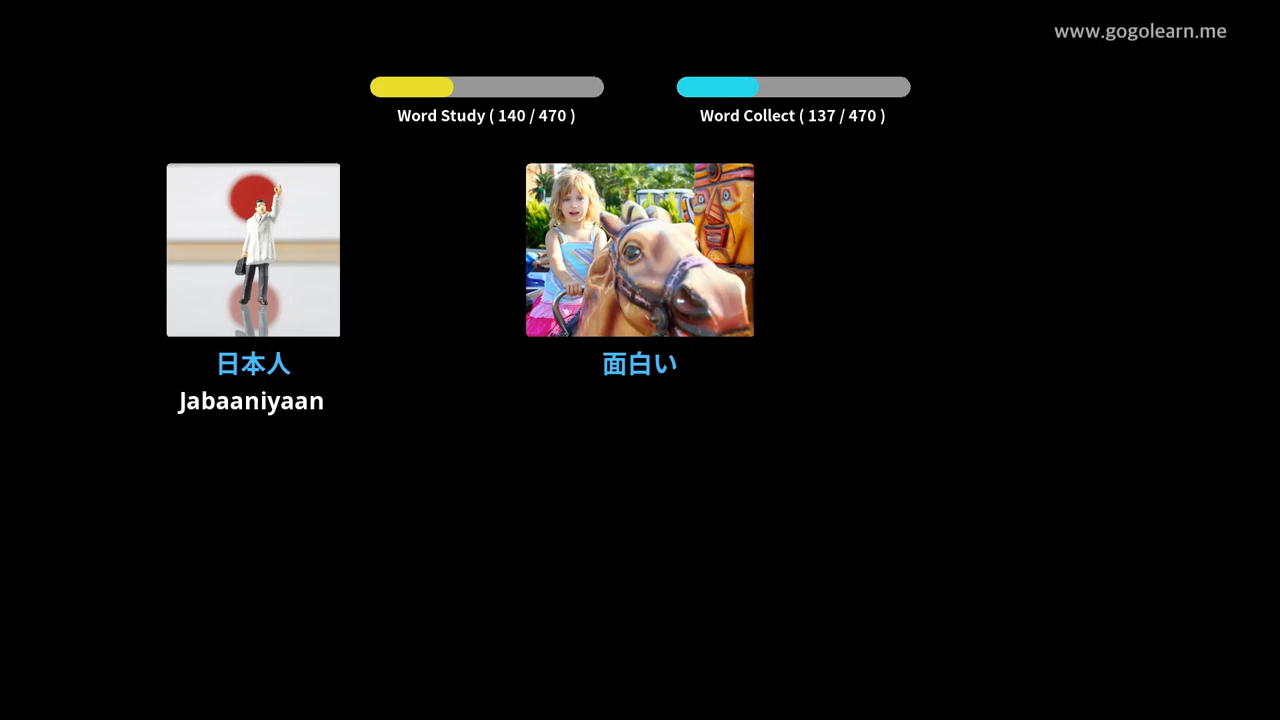 www.gogolearn.me
Word Study ( 140 / 470 )
Word Collect ( 137 / 470 )
日本人
Jabaaniyaan
面白い